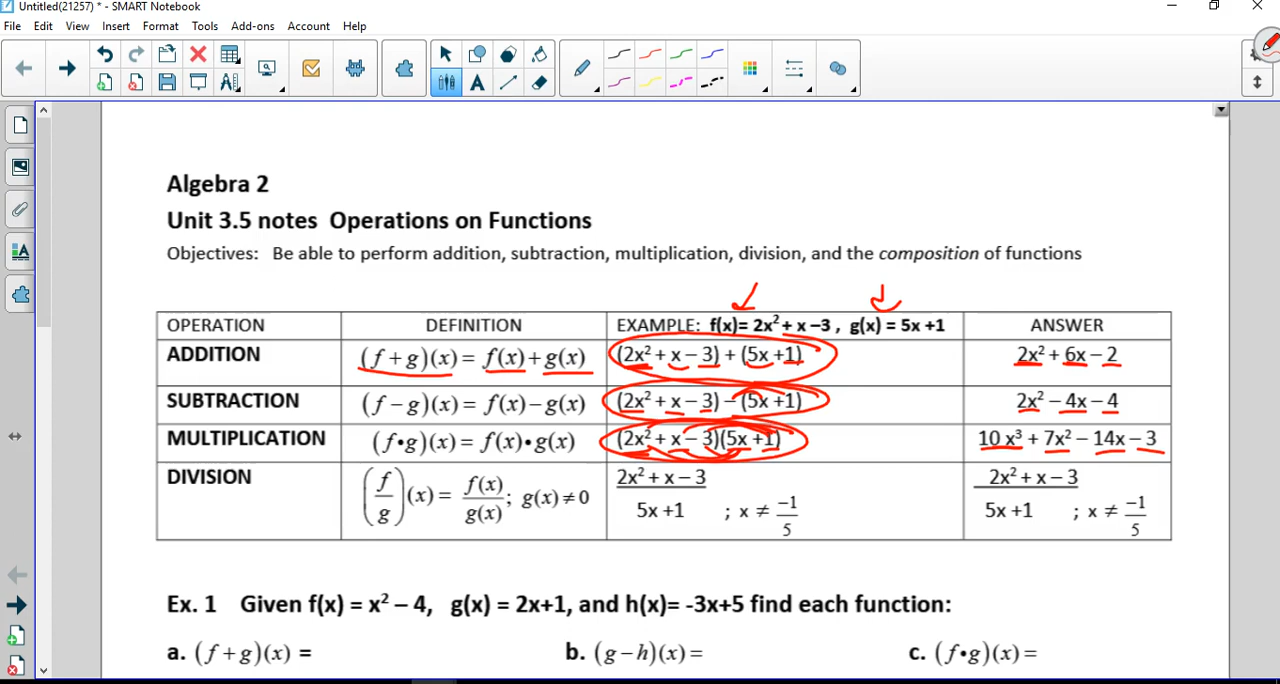 Untitled(21257) * - SMART Notebook
File Edit View Insert Format Tools Add-ons Account Help
Algebra 2
Unit 3.5 notes Operations on Functions
Objectives: Be able to perform addition, subtraction, multiplication, division, and the composition of functions
OPERATION DEFINITION EXAMPLE: f(x)= 2x² + x –3 , g(x) = 5x +1 ANSWER
ADDITION (f + g)(x) = f(x) + g(x) (2x² + x – 3) + (5x +1) 2x² + 6x – 2
SUBTRACTION (f – g)(x) = f(x) – g(x) (2x² + x – 3) – (5x +1) 2x² – 4x – 4
MULTIPLICATION (f•g)(x) = f(x)•g(x) (2x² + x – 3)(5x +1) 10 x³ + 7x² – 14x – 3
DIVISION (f/g)(x) = f(x)/g(x); g(x) ≠ 0 2x² + x – 3 2x² + x – 3
5x +1 ; x ≠ –1/5 5x +1 ; x ≠ –1/5
Ex. 1 Given f(x) = x² – 4, g(x) = 2x+1, and h(x)= -3x+5 find each function:
a. (f + g)(x) = b. (g – h)(x) = c. (f•g)(x) =